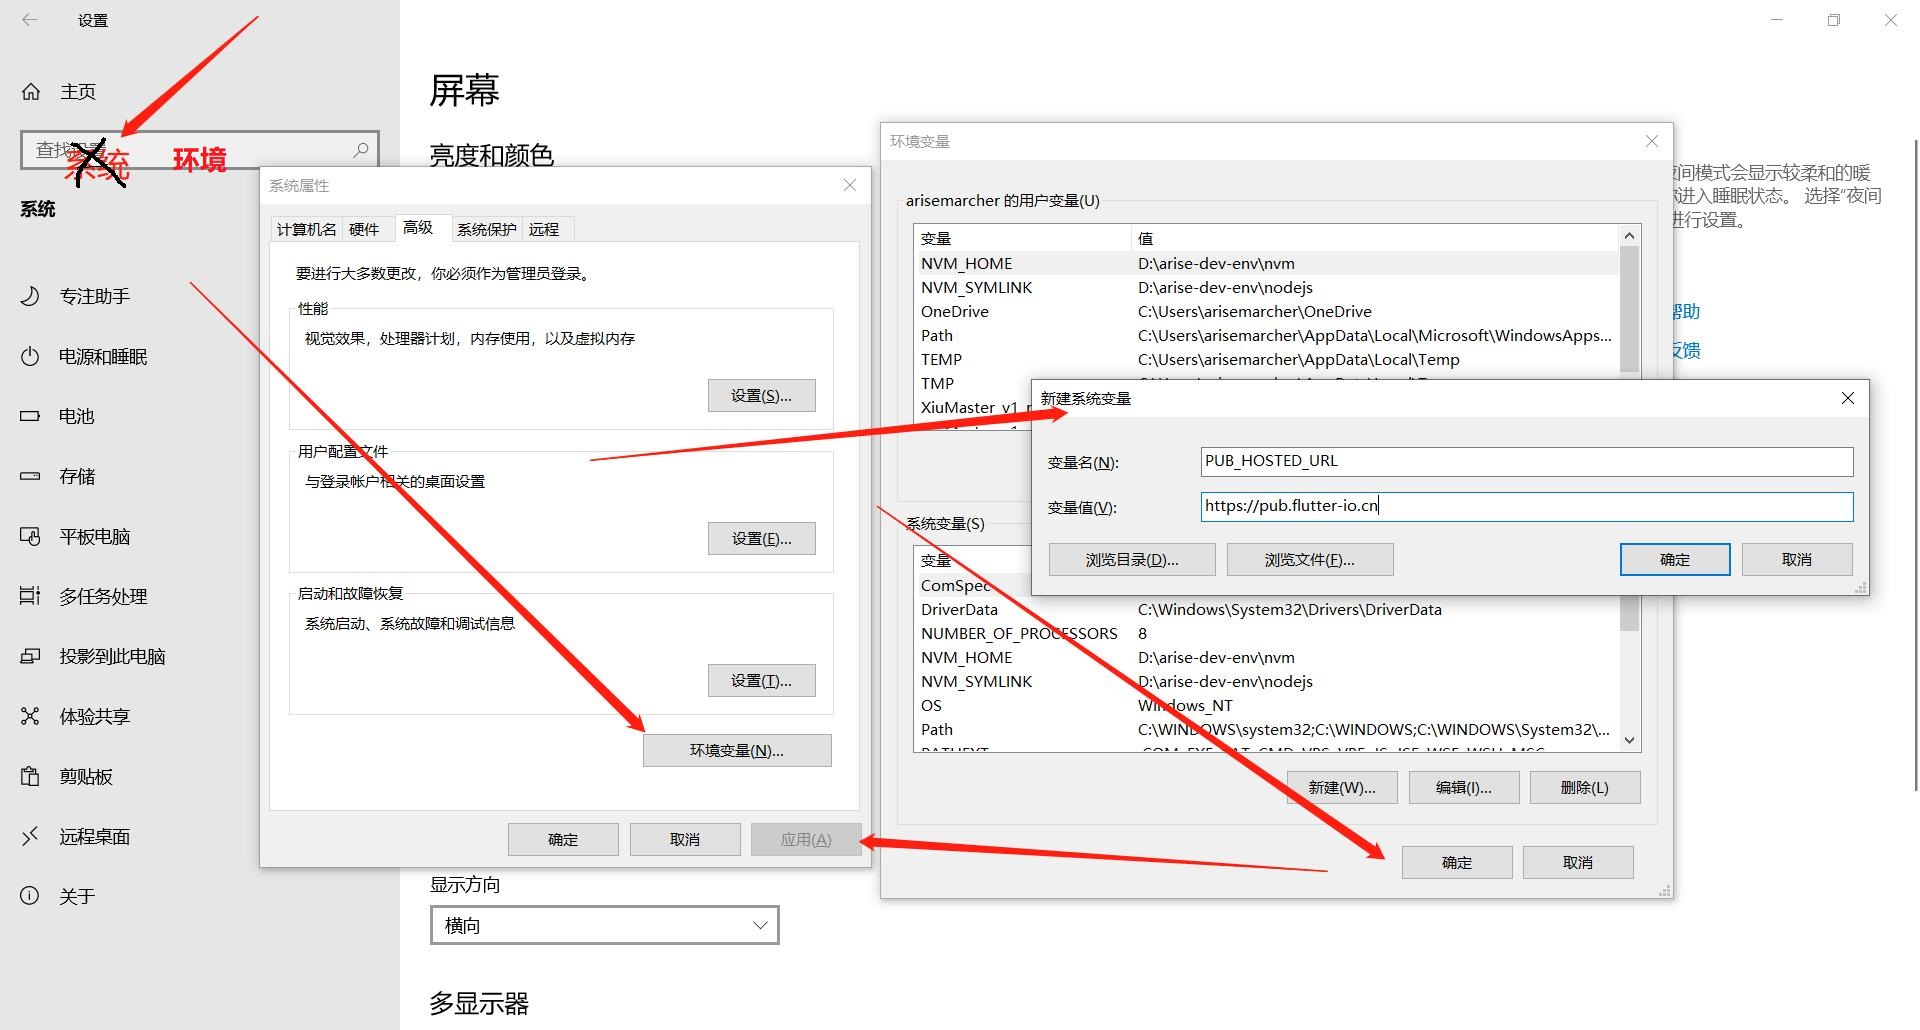 设置
主页
系统 环境
系统
专注助手
电源和睡眠
电池
存储
平板电脑
多任务处理
投影到此电脑
体验共享
剪贴板
远程桌面
关于
屏幕
亮度和颜色
显示方向
横向
多显示器
间模式会显示较柔和的暖
进入睡眠状态。 选择“夜间
进行设置。
帮助
反馈
系统属性
计算机名 硬件 高级 系统保护 远程
要进行大多数更改，你必须作为管理员登录。
性能
视觉效果，处理器计划，内存使用，以及虚拟内存
设置(S)...
用户配置文件
与登录帐户相关的桌面设置
设置(E)...
启动和故障恢复
系统启动、系统故障和调试信息
设置(T)...
环境变量(N)...
确定 取消 应用(A)
环境变量
arisemarcher 的用户变量(U)
变量 值
NVM_HOME D:\arise-dev-env\nvm
NVM_SYMLINK D:\arise-dev-env\nodejs
OneDrive C:\Users\arisemarcher\OneDrive
Path C:\Users\arisemarcher\AppData\Local\Microsoft\WindowsApps...
TEMP C:\Users\arisemarcher\AppData\Local\Temp
TMP
XiuMaster_v1_r
系统变量(S)
变量
ComSpec
DriverData C:\Windows\System32\Drivers\DriverData
NUMBER_OF_PROCESSORS 8
NVM_HOME D:\arise-dev-env\nvm
NVM_SYMLINK D:\arise-dev-env\nodejs
OS Windows_NT
Path C:\WINDOWS\system32;C:\WINDOWS;C:\WINDOWS\System32\...
新建(W)... 编辑(I)... 删除(L)
确定 取消
新建系统变量
变量名(N): PUB_HOSTED_URL
变量值(V): https://pub.flutter-io.cn
浏览目录(D)... 浏览文件(F)... 确定 取消